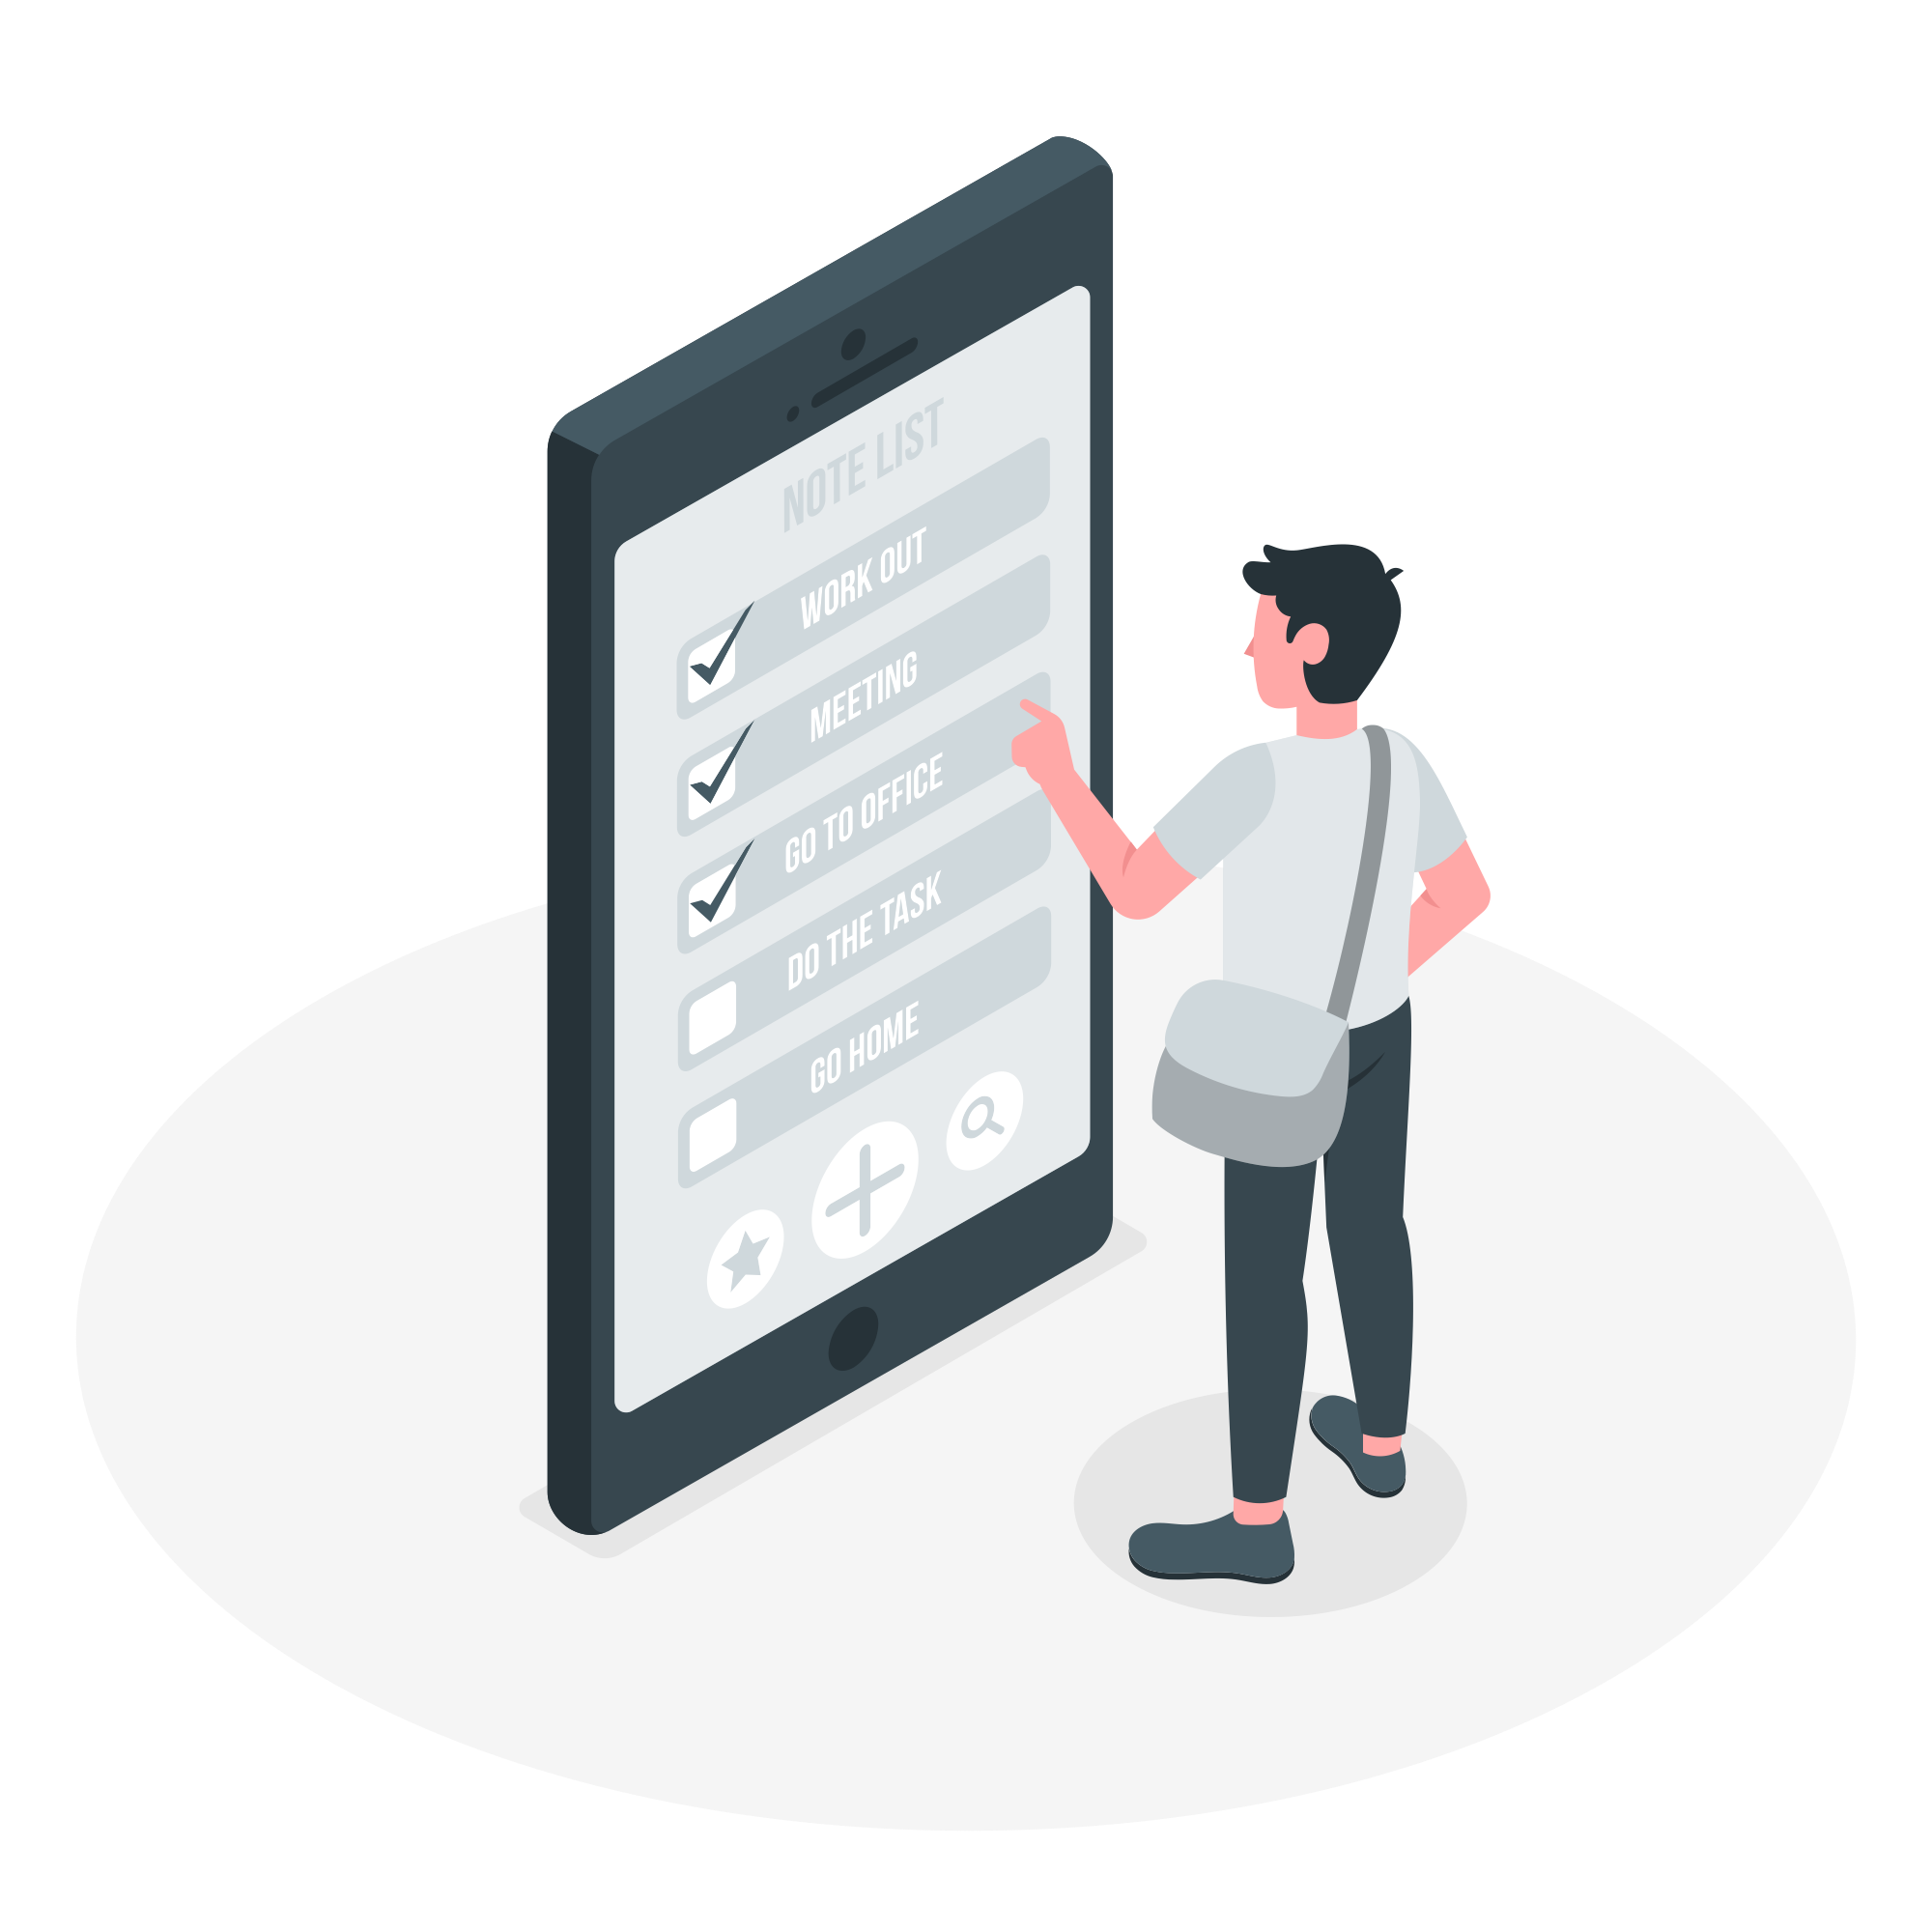 NOTE LIST
WORK OUT
MEETING
GO TO OFFICE
DO THE TASK
GO HOME